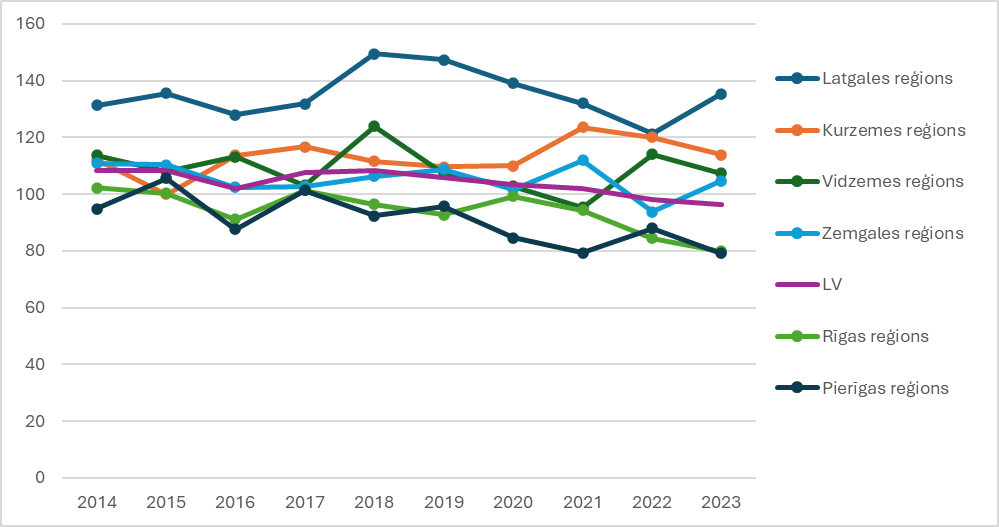 160
140
120
100
80
60
40
20
0
2014 2015 2016 2017 2018 2019 2020 2021 2022 2023
Latgales reģions
Kurzemes reģions
Vidzemes reģions
Zemgales reģions
LV
Rīgas reģions
Pierīgas reģions